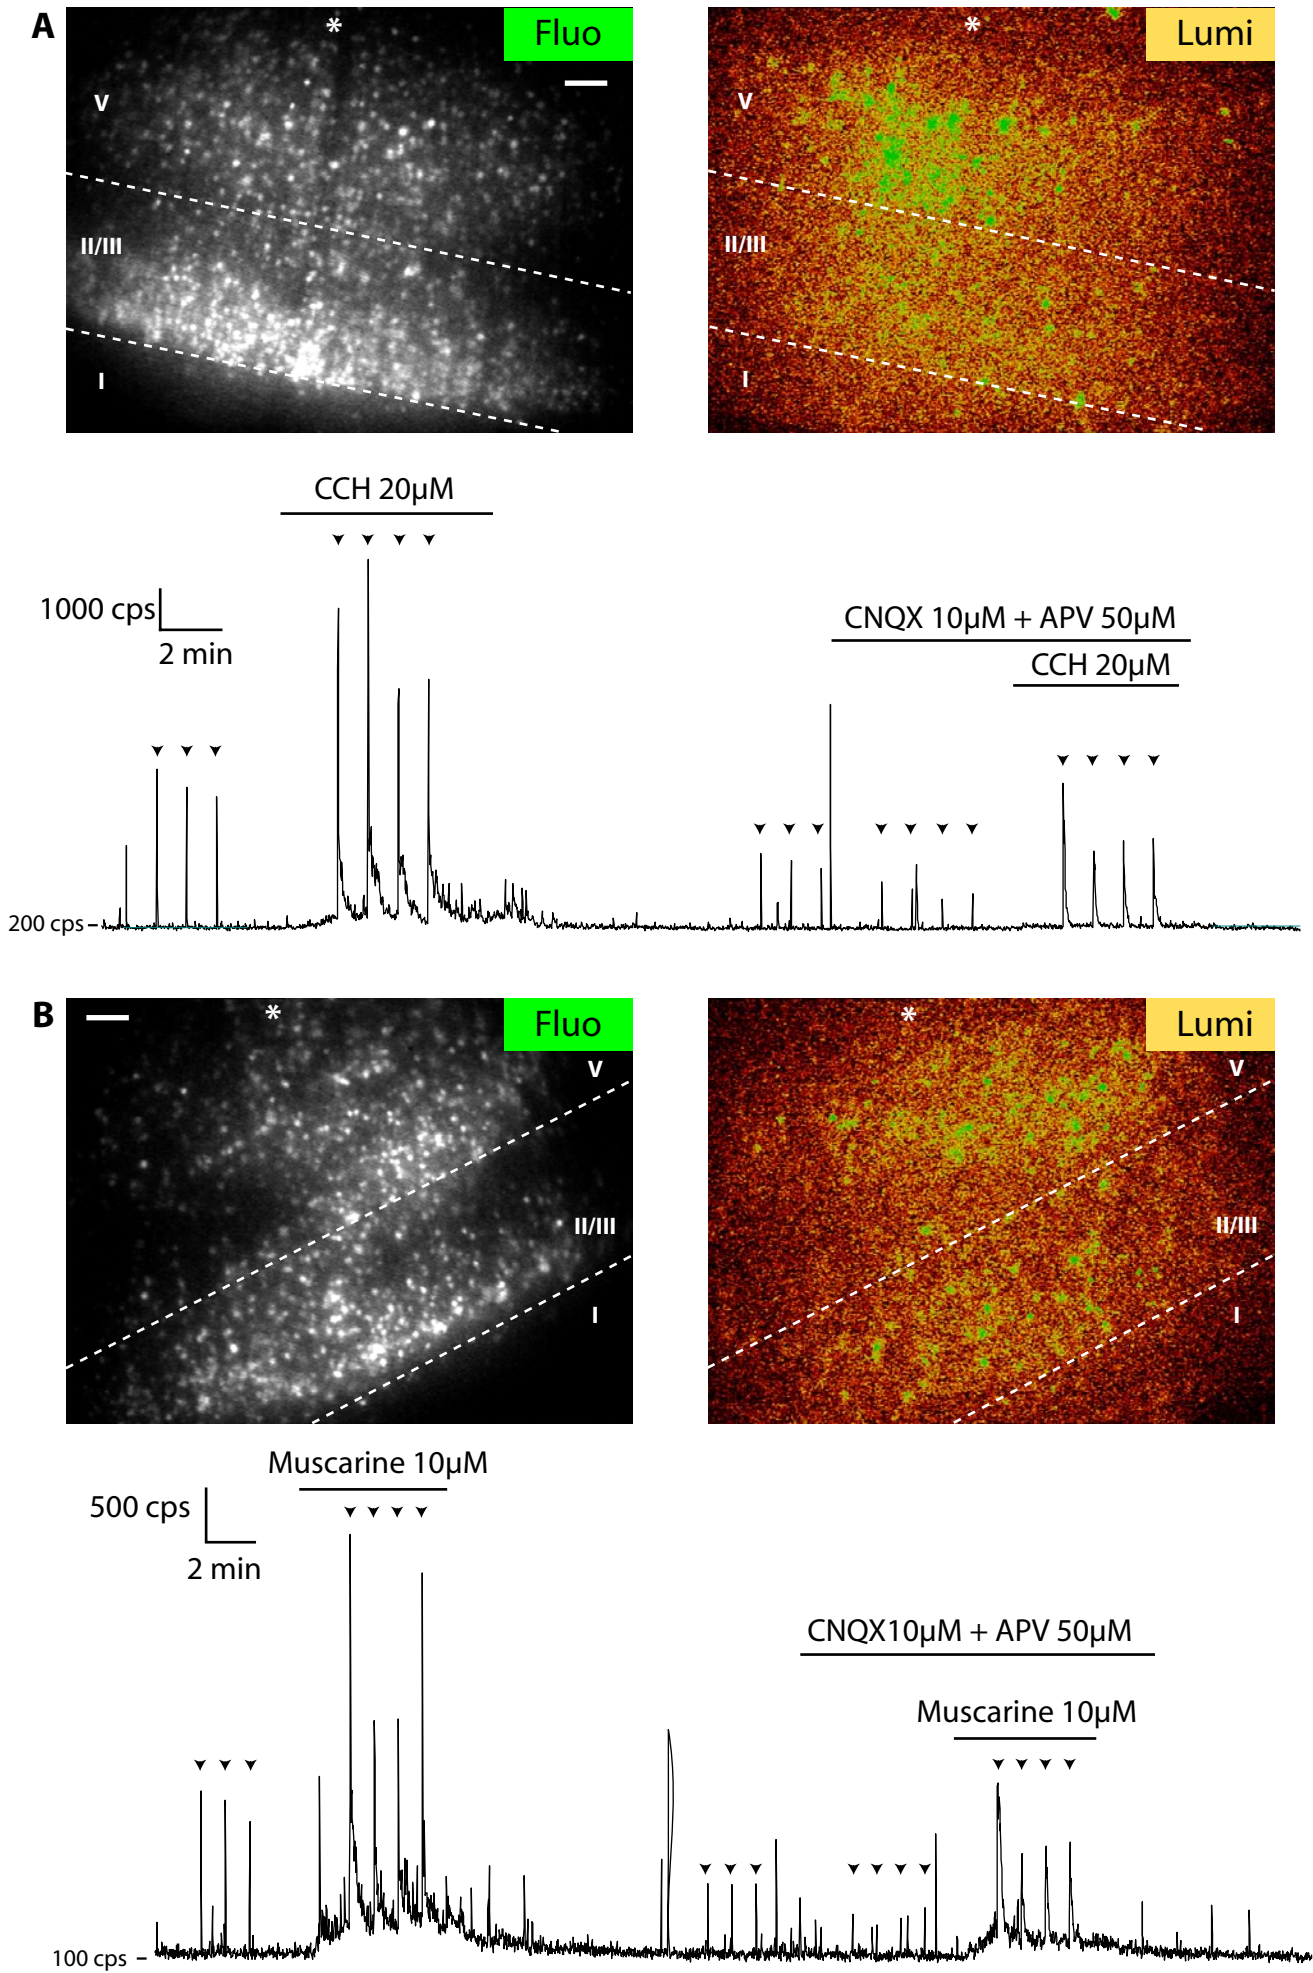 A
*
Fluo
*
Lumi
V
V
II/III
II/III
I
I
CCH 20µM
1000 cps
2 min
CNQX 10µM + APV 50µM
CCH 20µM
200 cps
B
*
Fluo
*
Lumi
V
V
II/III
II/III
I
I
Muscarine 10µM
500 cps
2 min
CNQX10µM + APV 50µM
Muscarine 10µM
100 cps